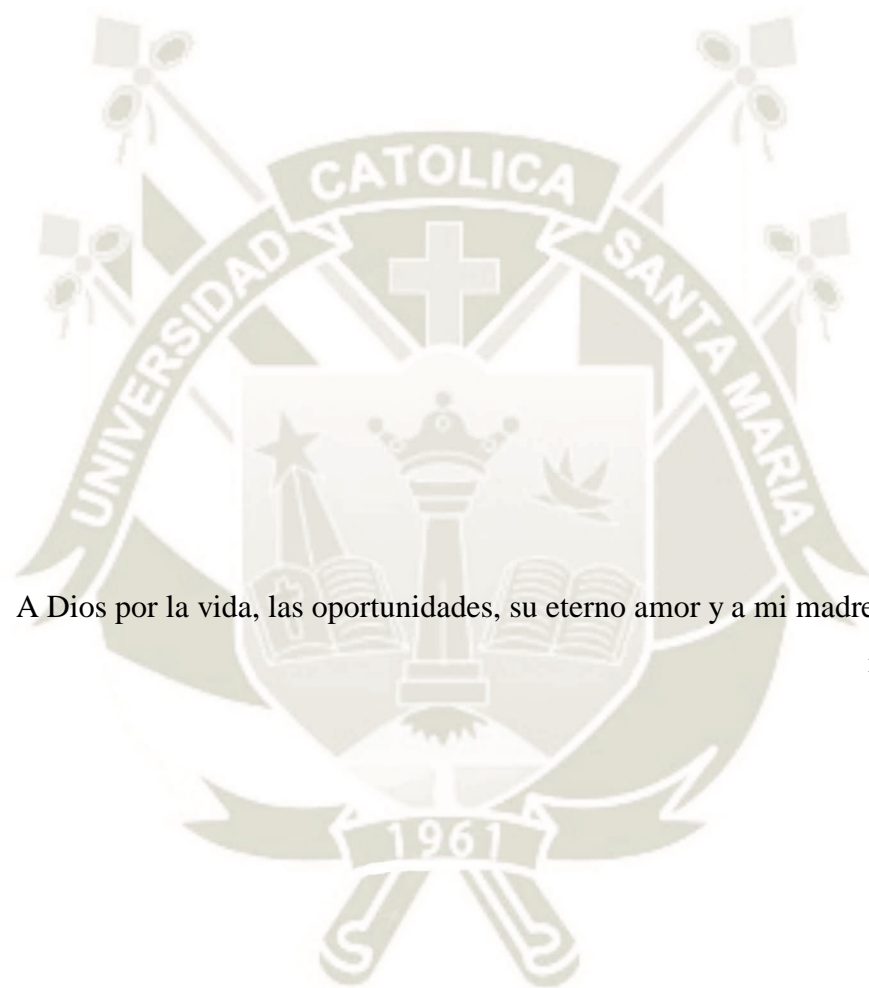 CATOLICA
UNIVERSIDAD
SANTA MARIA
A Dios por la vida, las oportunidades, su eterno amor y a mi madre
1961